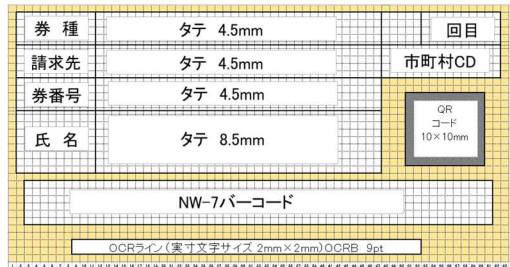 券 種 タテ 4.5mm 回目
請求先 タテ 4.5mm 市町村CD
券番号 タテ 4.5mm
QR
コード
10×10mm
氏 名 タテ 8.5mm
NW-7バーコード
OCRライン(実寸文字サイズ 2mm×2mm)OCRB 9pt